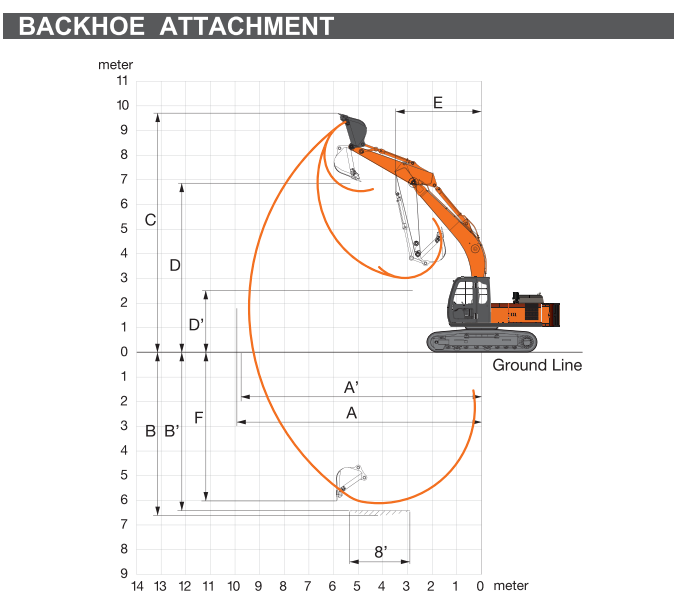 BACKHOE ATTACHMENT
meter
11
10
E
9
8
7
6
C
5
4
D
3
2
D’
1
0
Ground Line
1
A’
2
A
3
B B’ F
4
5
6
7
8
8’
9
14 13 12 11 10 9 8 7 6 5 4 3 2 1 0 meter